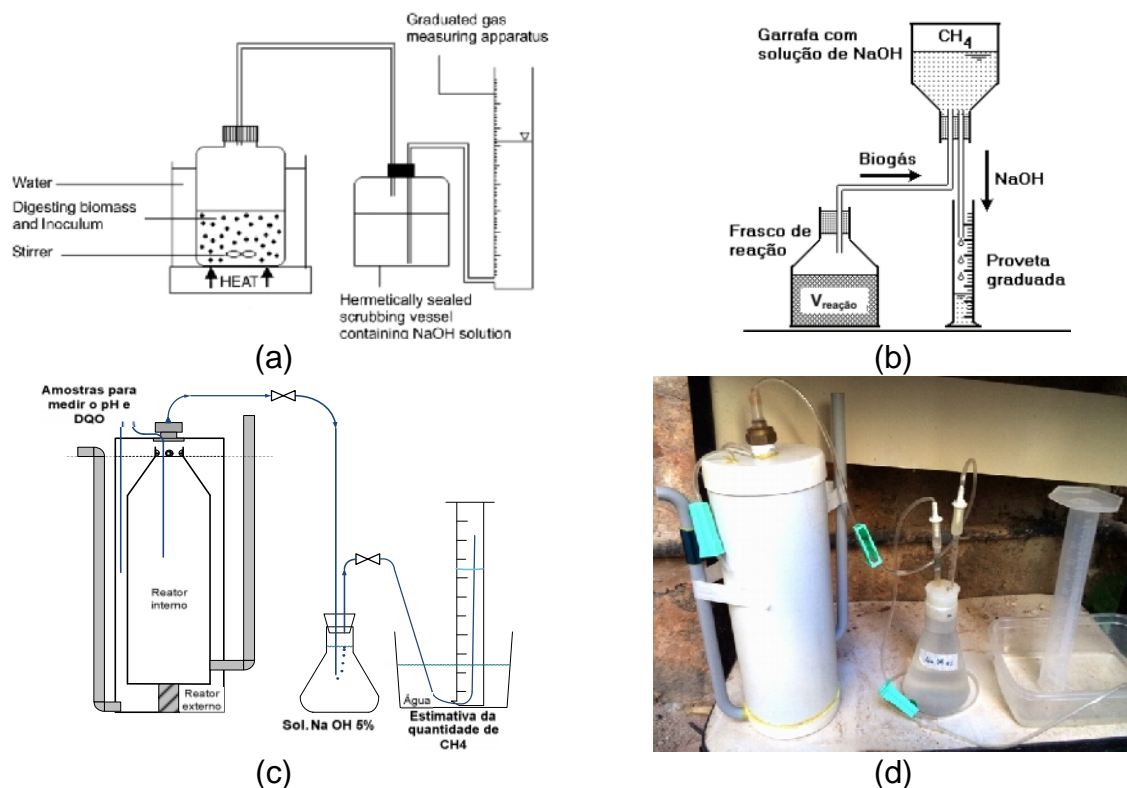 Graduated gas
measuring apparatus
Water
Digesting biomass
and Inoculum
Stirrer
HEAT
Hermetically sealed
scrubbing vessel
containing NaOH solution
(a)
Garrafa com
solução de NaOH
CH4
Biogás
NaOH
Frasco de
reação
Vreação
Proveta
graduada
(b)
Amostras para
medir o pH e
DQO
Reator
interno
Reator
externo
Sol. Na OH 5%
Água
Estimativa da
quantidade de
CH4
(c)
(d)